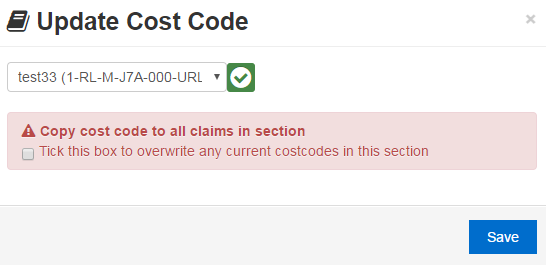 Update Cost Code
×
test33 (1-RL-M-J7A-000-URL
Copy cost code to all claims in section
Tick this box to overwrite any current costcodes in this section
Save